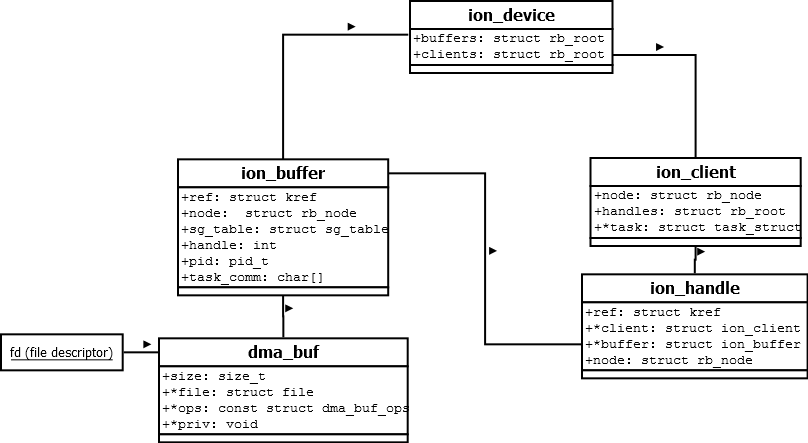 ion_device
+buffers: struct rb_root
+clients: struct rb_root
ion_buffer
+ref: struct kref
+node:  struct rb_node
+sg_table: struct sg_table
+handle: int
+pid: pid_t
+task_comm: char[]
ion_client
+node: struct rb_node
+handles: struct rb_root
+*task: struct task_struct
ion_handle
+ref: struct kref
+*client: struct ion_client
+*buffer: struct ion_buffer
+node: struct rb_node
fd (file descriptor)
dma_buf
+size: size_t
+*file: struct file
+*ops: const struct dma_buf_ops
+*priv: void